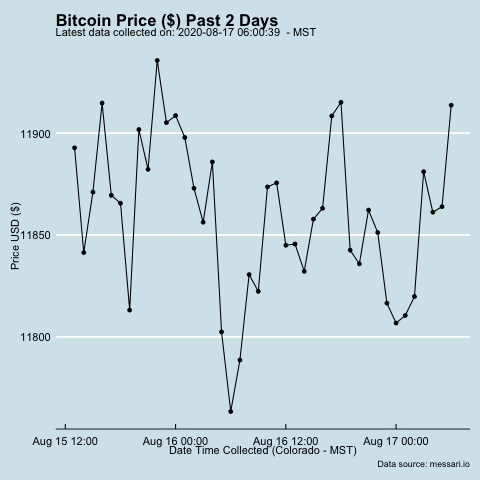 Bitcoin Price ($) Past 2 Days
Latest data collected on: 2020-08-17 06:00:39  - MST
11900
11850
11800
Price USD ($)
Aug 15 12:00
Aug 16 00:00
Aug 16 12:00
Aug 17 00:00
Date Time Collected (Colorado - MST)
Data source: messari.io